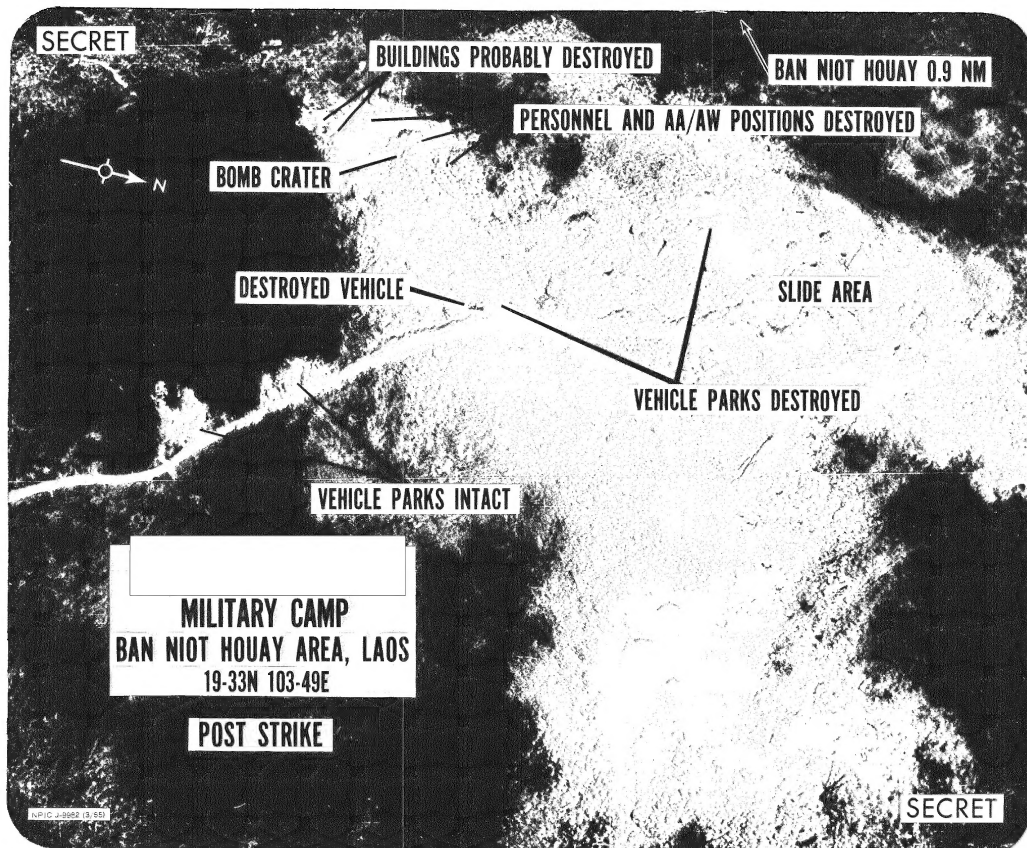 SECRET
BUILDINGS PROBABLY DESTROYED
BAN NIOT HOUAY 0.9 NM
PERSONNEL AND AA/AW POSITIONS DESTROYED
BOMB CRATER
N
DESTROYED VEHICLE
SLIDE AREA
VEHICLE PARKS DESTROYED
VEHICLE PARKS INTACT
MILITARY CAMP
BAN NIOT HOUAY AREA, LAOS
19-33N 103-49E
POST STRIKE
NPIC J-9982 (3/65)
SECRET